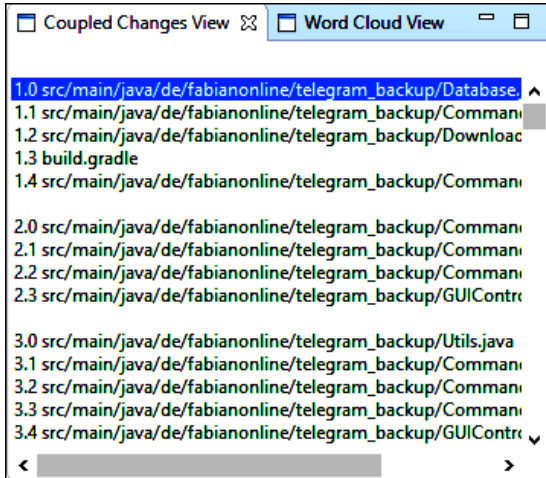 Coupled Changes View Word Cloud View
1.0 src/main/java/de/fabianonline/telegram_backup/Database.
1.1 src/main/java/de/fabianonline/telegram_backup/Comman
1.2 src/main/java/de/fabianonline/telegram_backup/Download
1.3 build.gradle
1.4 src/main/java/de/fabianonline/telegram_backup/Comman
2.0 src/main/java/de/fabianonline/telegram_backup/Comman
2.1 src/main/java/de/fabianonline/telegram_backup/Comman
2.2 src/main/java/de/fabianonline/telegram_backup/Comman
2.3 src/main/java/de/fabianonline/telegram_backup/GUIContro
3.0 src/main/java/de/fabianonline/telegram_backup/Utils.java
3.1 src/main/java/de/fabianonline/telegram_backup/Comman
3.2 src/main/java/de/fabianonline/telegram_backup/Comman
3.3 src/main/java/de/fabianonline/telegram_backup/Comman
3.4 src/main/java/de/fabianonline/telegram_backup/GUIContro